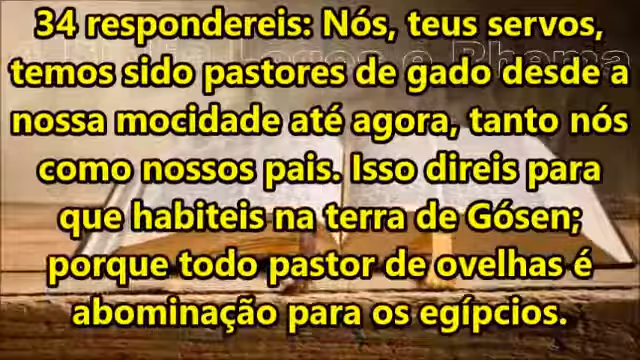 34 respondereis: Nós, teus servos,
temos sido pastores de gado desde a
nossa mocidade até agora, tanto nós
como nossos pais. Isso direis para
que habiteis na terra de Gósen;
porque todo pastor de ovelhas é
abominação para os egípcios.